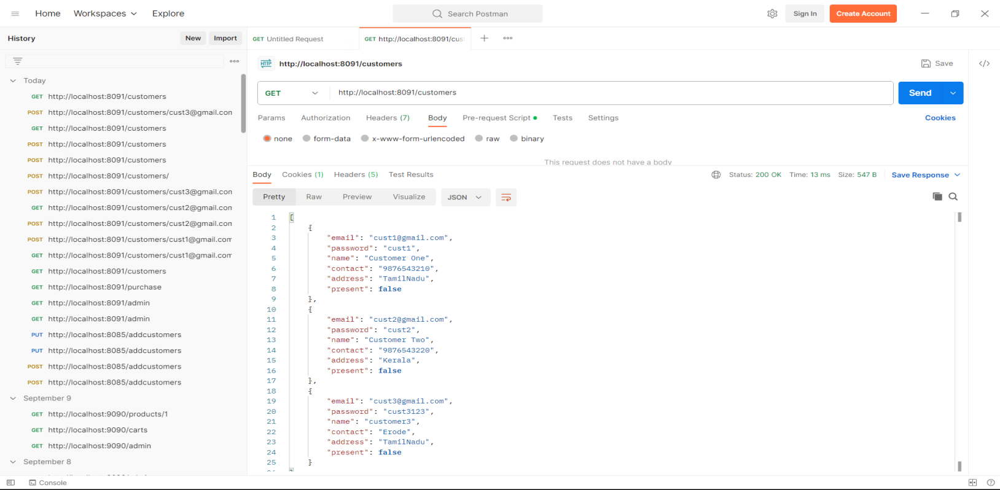 Home Workspaces Explore Search Postman Sign In Create Account
History New Import
GET Untitled Request GET http://localhost:8091/cus
HTTP http://localhost:8091/customers Save </>
Today
GET http://localhost:8091/customers
POST http://localhost:8091/customers/cust3@gmail.con
GET http://localhost:8091/customers
POST http://localhost:8091/customers
POST http://localhost:8091/customers
POST http://localhost:8091/customers/
POST http://localhost:8091/customers/cust3@gmail.con
GET http://localhost:8091/customers/cust2@gmail.con
POST http://localhost:8091/customers/cust2@gmail.con
POST http://localhost:8091/customers/cust1@gmail.com
GET http://localhost:8091/customers/cust1@gmail.com
GET http://localhost:8091/customers
GET http://localhost:8091/purchase
GET http://localhost:8091/admin
GET http://localhost:8091/admin
PUT http://localhost:8085/addcustomers
PUT http://localhost:8085/addcustomers
POST http://localhost:8085/addcustomers
POST http://localhost:8085/addcustomers
September 9
GET http://localhost:9090/products/1
GET http://localhost:9090/carts
GET http://localhost:9090/admin
September 8
GET http://localhost:8091/customers Send
Params Authorization Headers (7) Body Pre-request Script Tests Settings Cookies
none form-data x-www-form-urlencoded raw binary
This request does not have a body
Body Cookies (1) Headers (5) Test Results Status: 200 OK Time: 13 ms Size: 547 B Save Response
Pretty Raw Preview Visualize JSON
1 [
2 {
3 "email": "cust1@gmail.com",
4 "password": "cust1",
5 "name": "Customer One",
6 "contact": "9876543210",
7 "address": "TamilNadu",
8 "present": false
9 },
10 {
11 "email": "cust2@gmail.com",
12 "password": "cust2",
13 "name": "Customer Two",
14 "contact": "9876543220",
15 "address": "Kerala",
16 "present": false
17 },
18 {
19 "email": "cust3@gmail.com",
20 "password": "cust3123",
21 "name": "customer3",
22 "contact": "Erode",
23 "address": "TamilNadu",
24 "present": false
25 }
Console